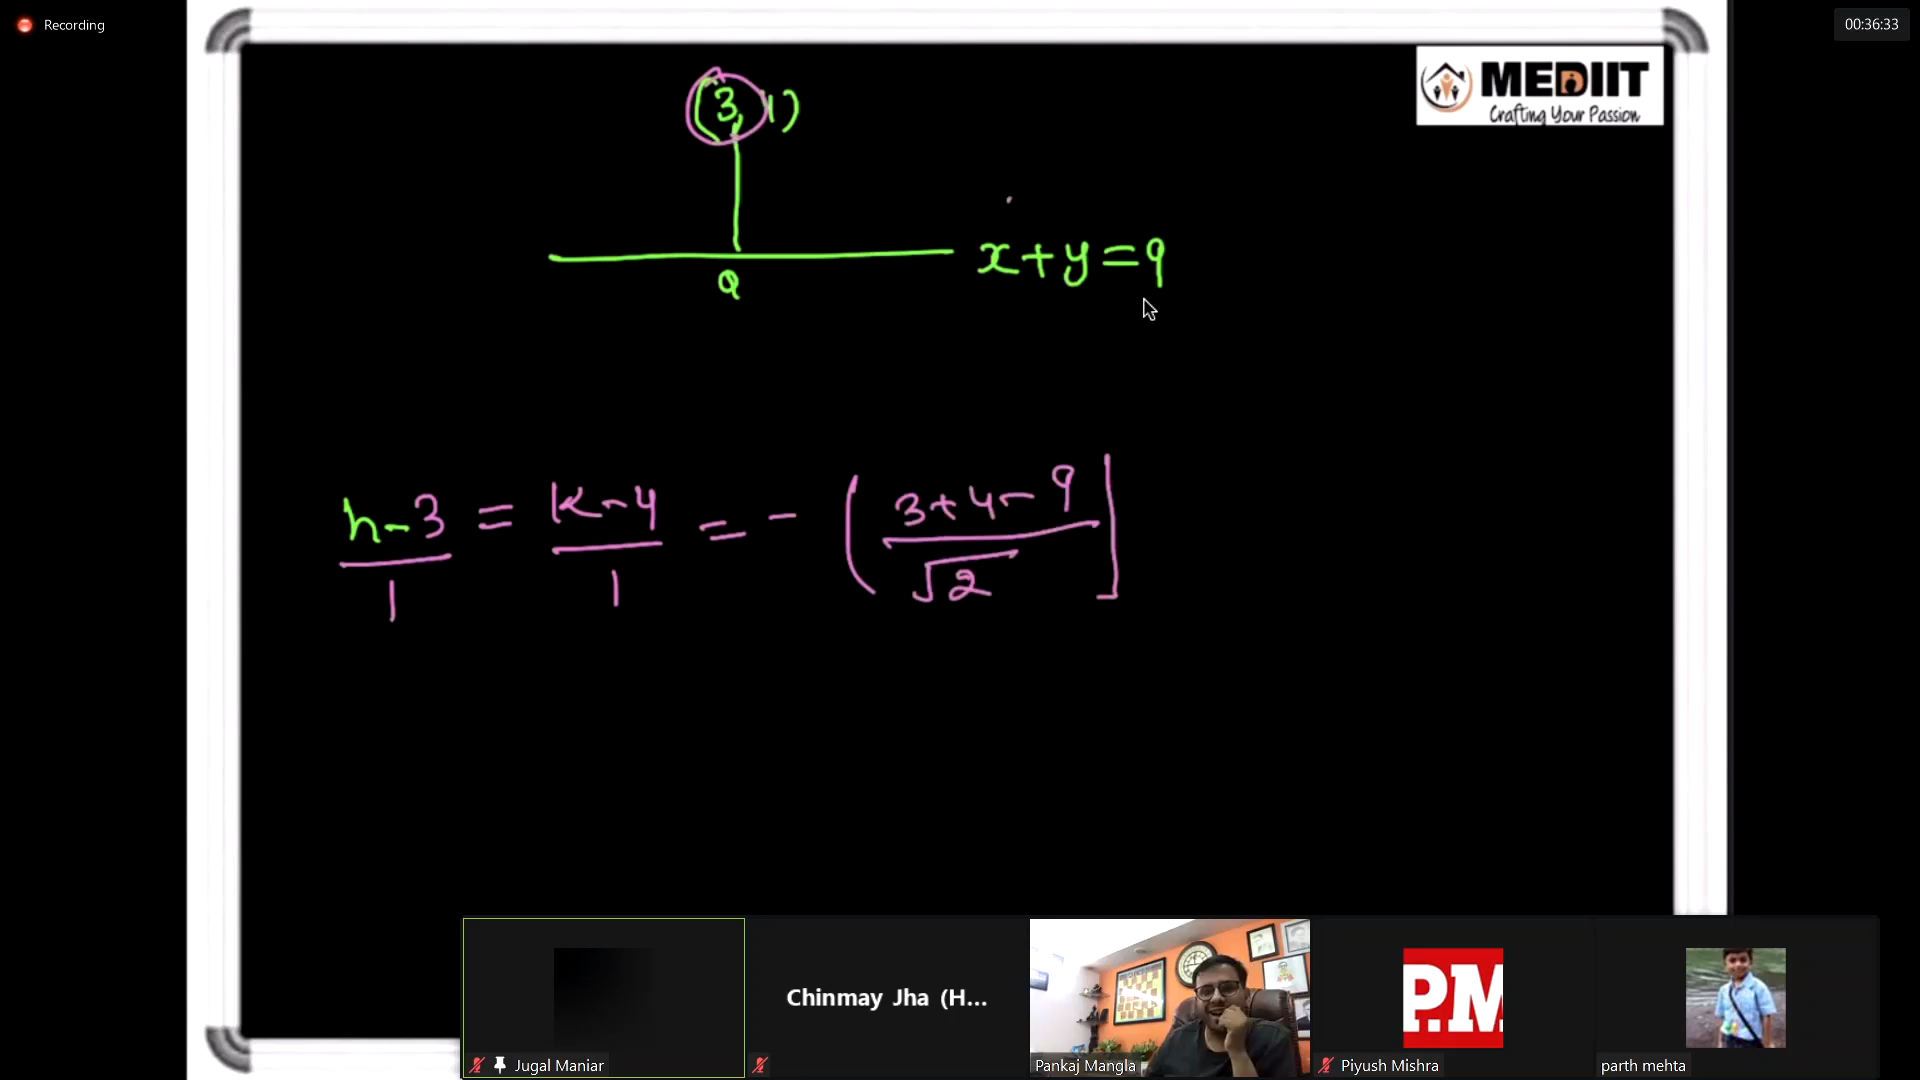 Recording
00:36:33
MEDIIT
Crafting Your Passion
(3, 1)
x+y=9
Q
h-3 = k-4 = - (3+4-9]
1 1 √2
Chinmay Jha (H...
P.M.
Jugal Maniar
Pankaj Mangla
Piyush Mishra
parth mehta